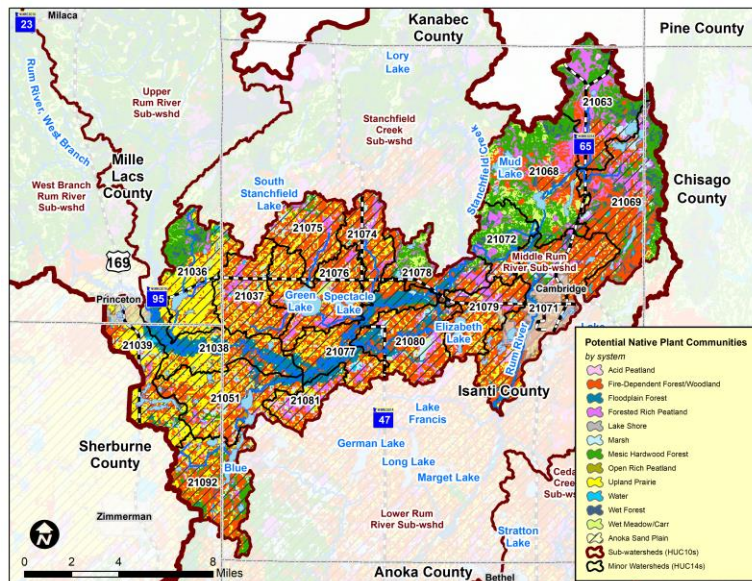 23
Milaca
Kanabec
County
Pine County
Lory
Lake
Upper
Rum River
Sub-wshd
Rum River, West Branch
Stanchfield
Creek
Sub-wshd
21063
65
Mille
Lacs
County
West Branch
Rum River
Sub-wshd
South
Stanchfield
Lake
Stanchfield Creek
Mud
Lake
21068
21069
Chisago
County
21075
21074
21072
Middle Rum
River Sub-wshd
169
21036
21076
21078
Princeton
95
21037
Green
Lake
Spectacle
Lake
21079
Cambridge
21071
Lake
21039
21038
21077
21080
Elizabeth
Lake
Rum River
21051
21081
Isanti County
Sherburne
County
47
Lake
Francis
German Lake
Long Lake
Marget Lake
Blue
21092
Zimmerman
Lower Rum
River Sub-wshd
Stratton
Lake
Ceda
Cree
Sub-w
N
0 2 4 8
Miles
Anoka County
Bethel
Potential Native Plant Communities
by system
Acid Peatland
Fire-Dependent Forest/Woodland
Floodplain Forest
Forested Rich Peatland
Lake Shore
Marsh
Mesic Hardwood Forest
Open Rich Peatland
Upland Prairie
Water
Wet Forest
Wet Meadow/Carr
Anoka Sand Plain
Sub-watersheds (HUC10s)
Minor Watersheds (HUC14s)